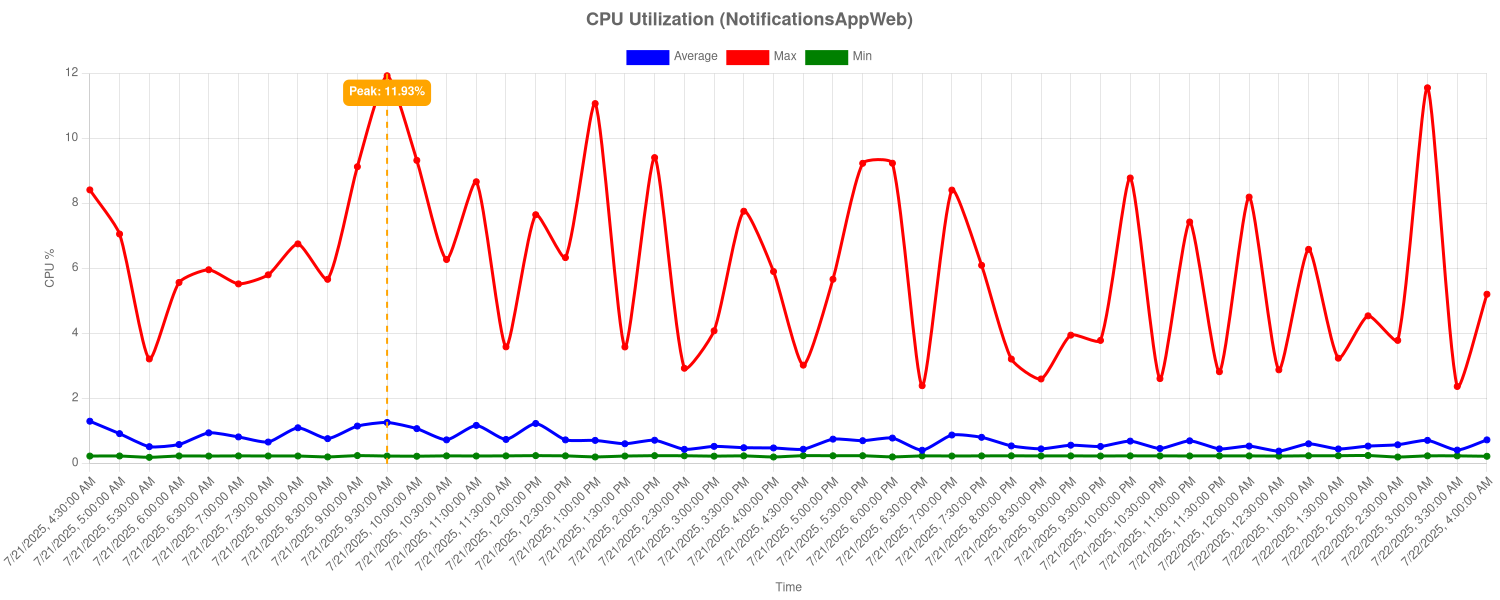 CPU Utilization (NotificationsAppWeb)
Average Max Min
Peak: 11.93%
12
10
8
6
4
2
0
CPU %
7/21/2025, 4:30:00 AM
7/21/2025, 5:00:00 AM
7/21/2025, 5:30:00 AM
7/21/2025, 6:00:00 AM
7/21/2025, 6:30:00 AM
7/21/2025, 7:00:00 AM
7/21/2025, 7:30:00 AM
7/21/2025, 8:00:00 AM
7/21/2025, 8:30:00 AM
7/21/2025, 9:00:00 AM
7/21/2025, 9:30:00 AM
7/21/2025, 10:00:00 AM
7/21/2025, 10:30:00 AM
7/21/2025, 11:00:00 AM
7/21/2025, 11:30:00 AM
7/21/2025, 12:00:00 PM
7/21/2025, 12:30:00 PM
7/21/2025, 1:00:00 PM
7/21/2025, 1:30:00 PM
7/21/2025, 2:00:00 PM
7/21/2025, 2:30:00 PM
7/21/2025, 3:00:00 PM
7/21/2025, 3:30:00 PM
7/21/2025, 4:00:00 PM
7/21/2025, 4:30:00 PM
7/21/2025, 5:00:00 PM
7/21/2025, 5:30:00 PM
7/21/2025, 6:00:00 PM
7/21/2025, 6:30:00 PM
7/21/2025, 7:00:00 PM
7/21/2025, 7:30:00 PM
7/21/2025, 8:00:00 PM
7/21/2025, 8:30:00 PM
7/21/2025, 9:00:00 PM
7/21/2025, 9:30:00 PM
7/21/2025, 10:00:00 PM
7/21/2025, 10:30:00 PM
7/21/2025, 11:00:00 PM
7/21/2025, 11:30:00 PM
7/22/2025, 12:00:00 AM
7/22/2025, 12:30:00 AM
7/22/2025, 1:00:00 AM
7/22/2025, 1:30:00 AM
7/22/2025, 2:00:00 AM
7/22/2025, 2:30:00 AM
7/22/2025, 3:00:00 AM
7/22/2025, 3:30:00 AM
7/22/2025, 4:00:00 AM
Time